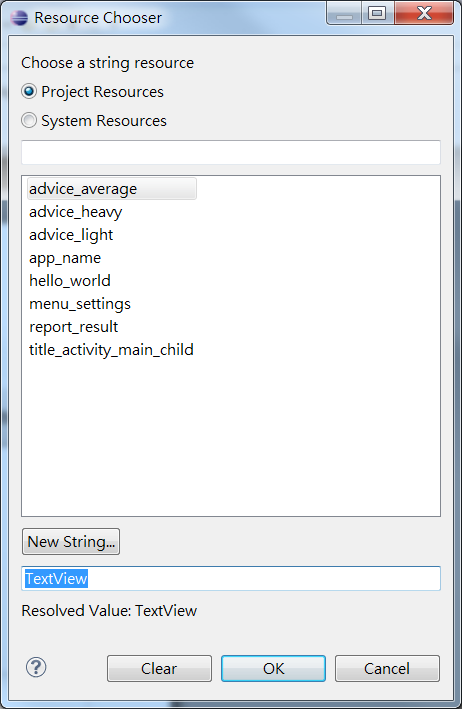 Resource Chooser
Choose a string resource
Project Resources
System Resources
advice_average
advice_heavy
advice_light
app_name
hello_world
menu_settings
report_result
title_activity_main_child
New String...
TextView
Resolved Value: TextView
?
Clear
OK
Cancel